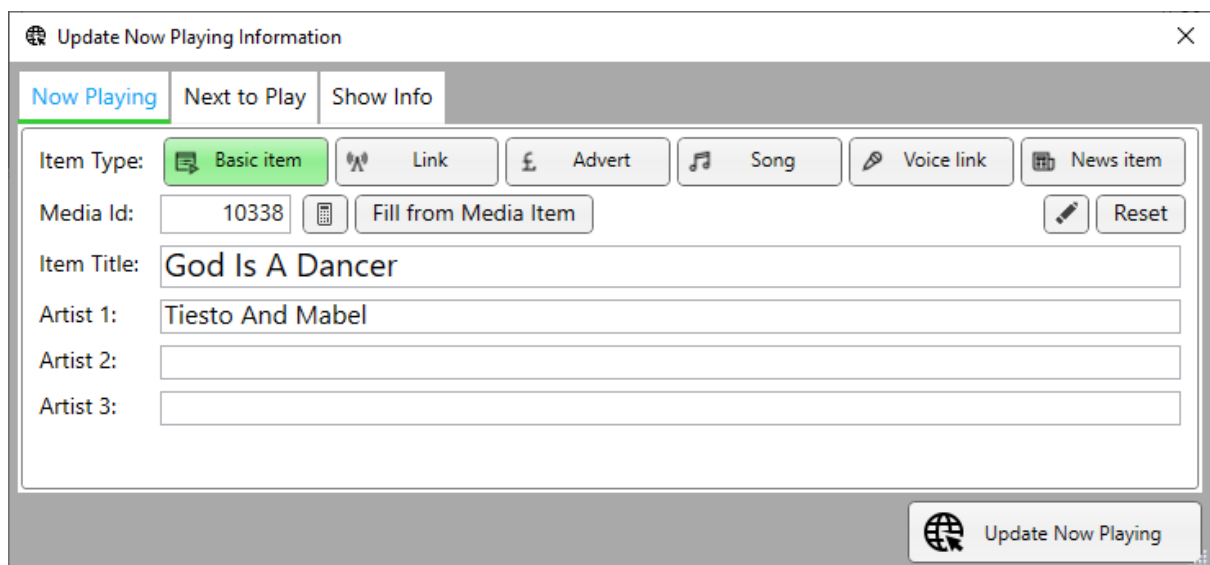 Update Now Playing Information
Now Playing Next to Play Show Info
Item Type: Basic item Link £ Advert Song Voice link News item
Media Id: 10338 Fill from Media Item Reset
Item Title: God Is A Dancer
Artist 1: Tiesto And Mabel
Artist 2:
Artist 3:
Update Now Playing